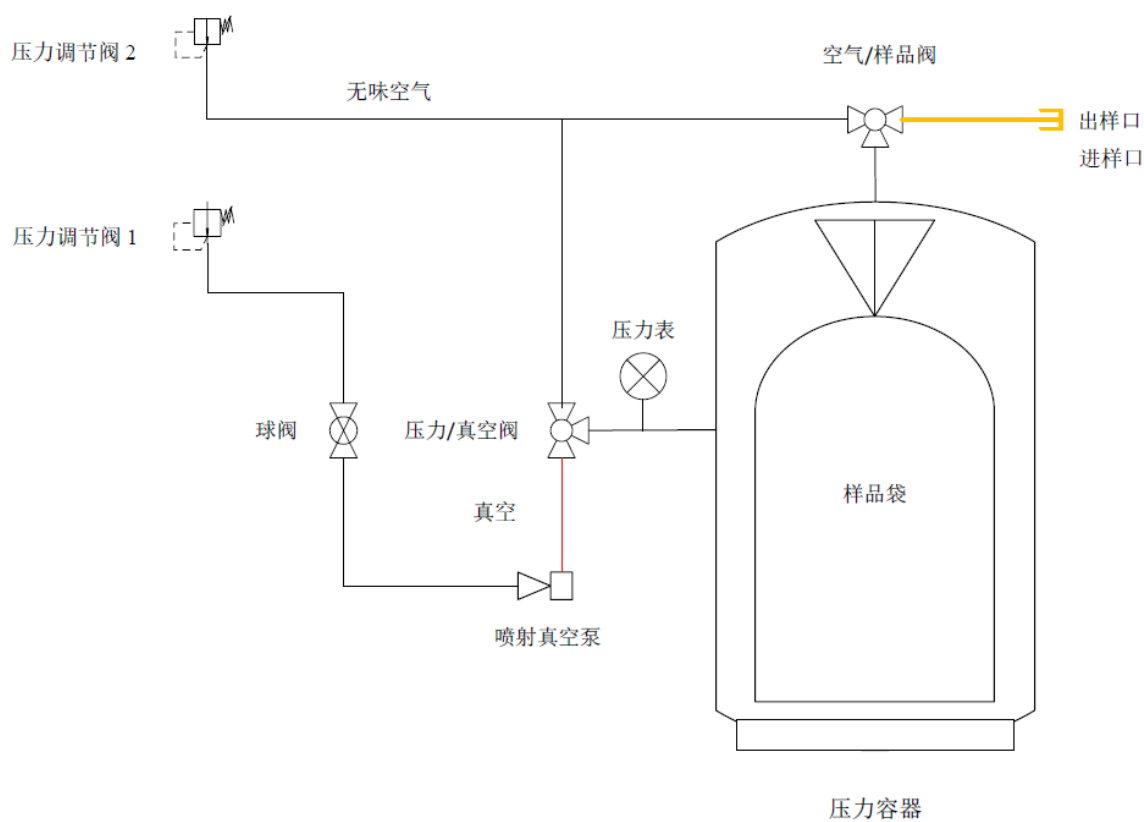 压力调节阀 2
空气/样品阀
无味空气
出样口
进样口
压力调节阀 1
压力表
球阀
压力/真空阀
样品袋
真空
喷射真空泵
压力容器